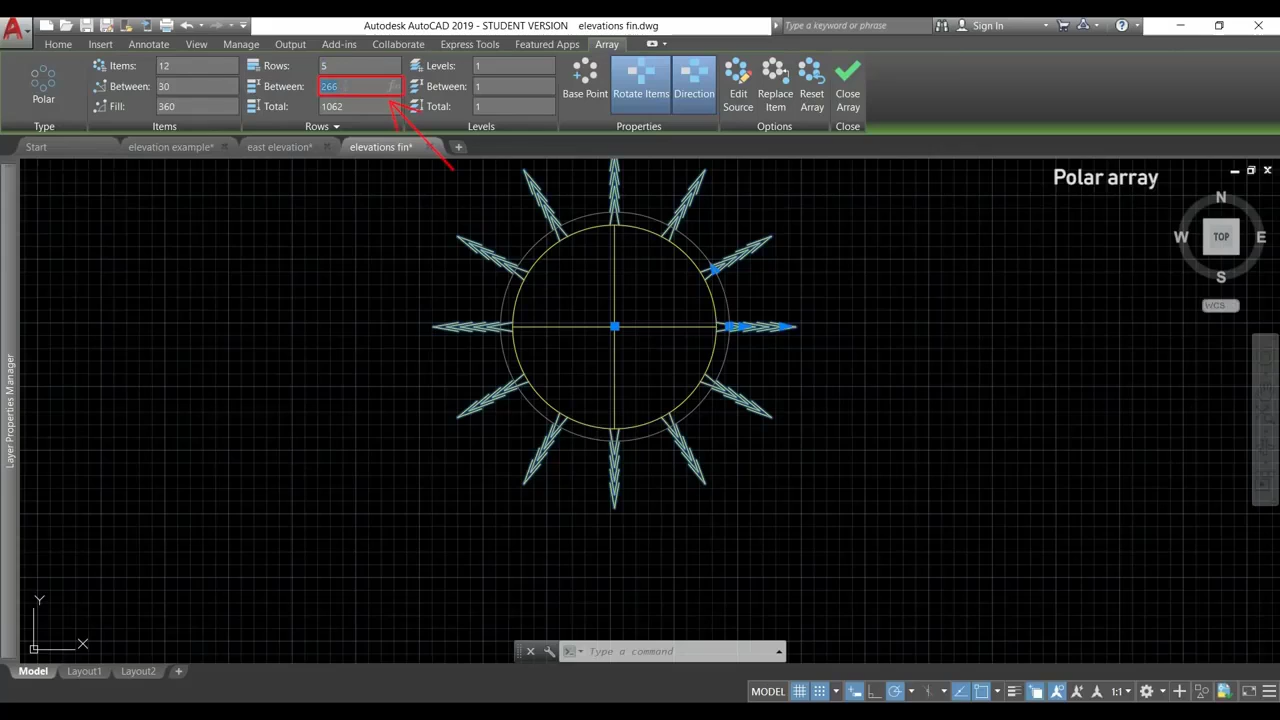 Autodesk AutoCAD 2019 - STUDENT VERSION elevations fin.dwg
Type a keyword or phrase
Sign In
Home Insert Annotate View Manage Output Add-ins Collaborate Express Tools Featured Apps Array
Items: 12 Rows: 5 Levels: 1
Between: 30 Between: 266 Between: 1
Fill: 360 Total: 1062 Total: 1
Polar
Base Point Rotate Items Direction
Edit Source Replace Item Reset Array Close Array
Type Items Rows Levels Properties Options Close
Start elevation example* east elevation* elevations fin*
Polar array
N
W TOP E
S
WCS
Layer Properties Manager
Y
X
Type a command
Model Layout1 Layout2
MODEL 1:1